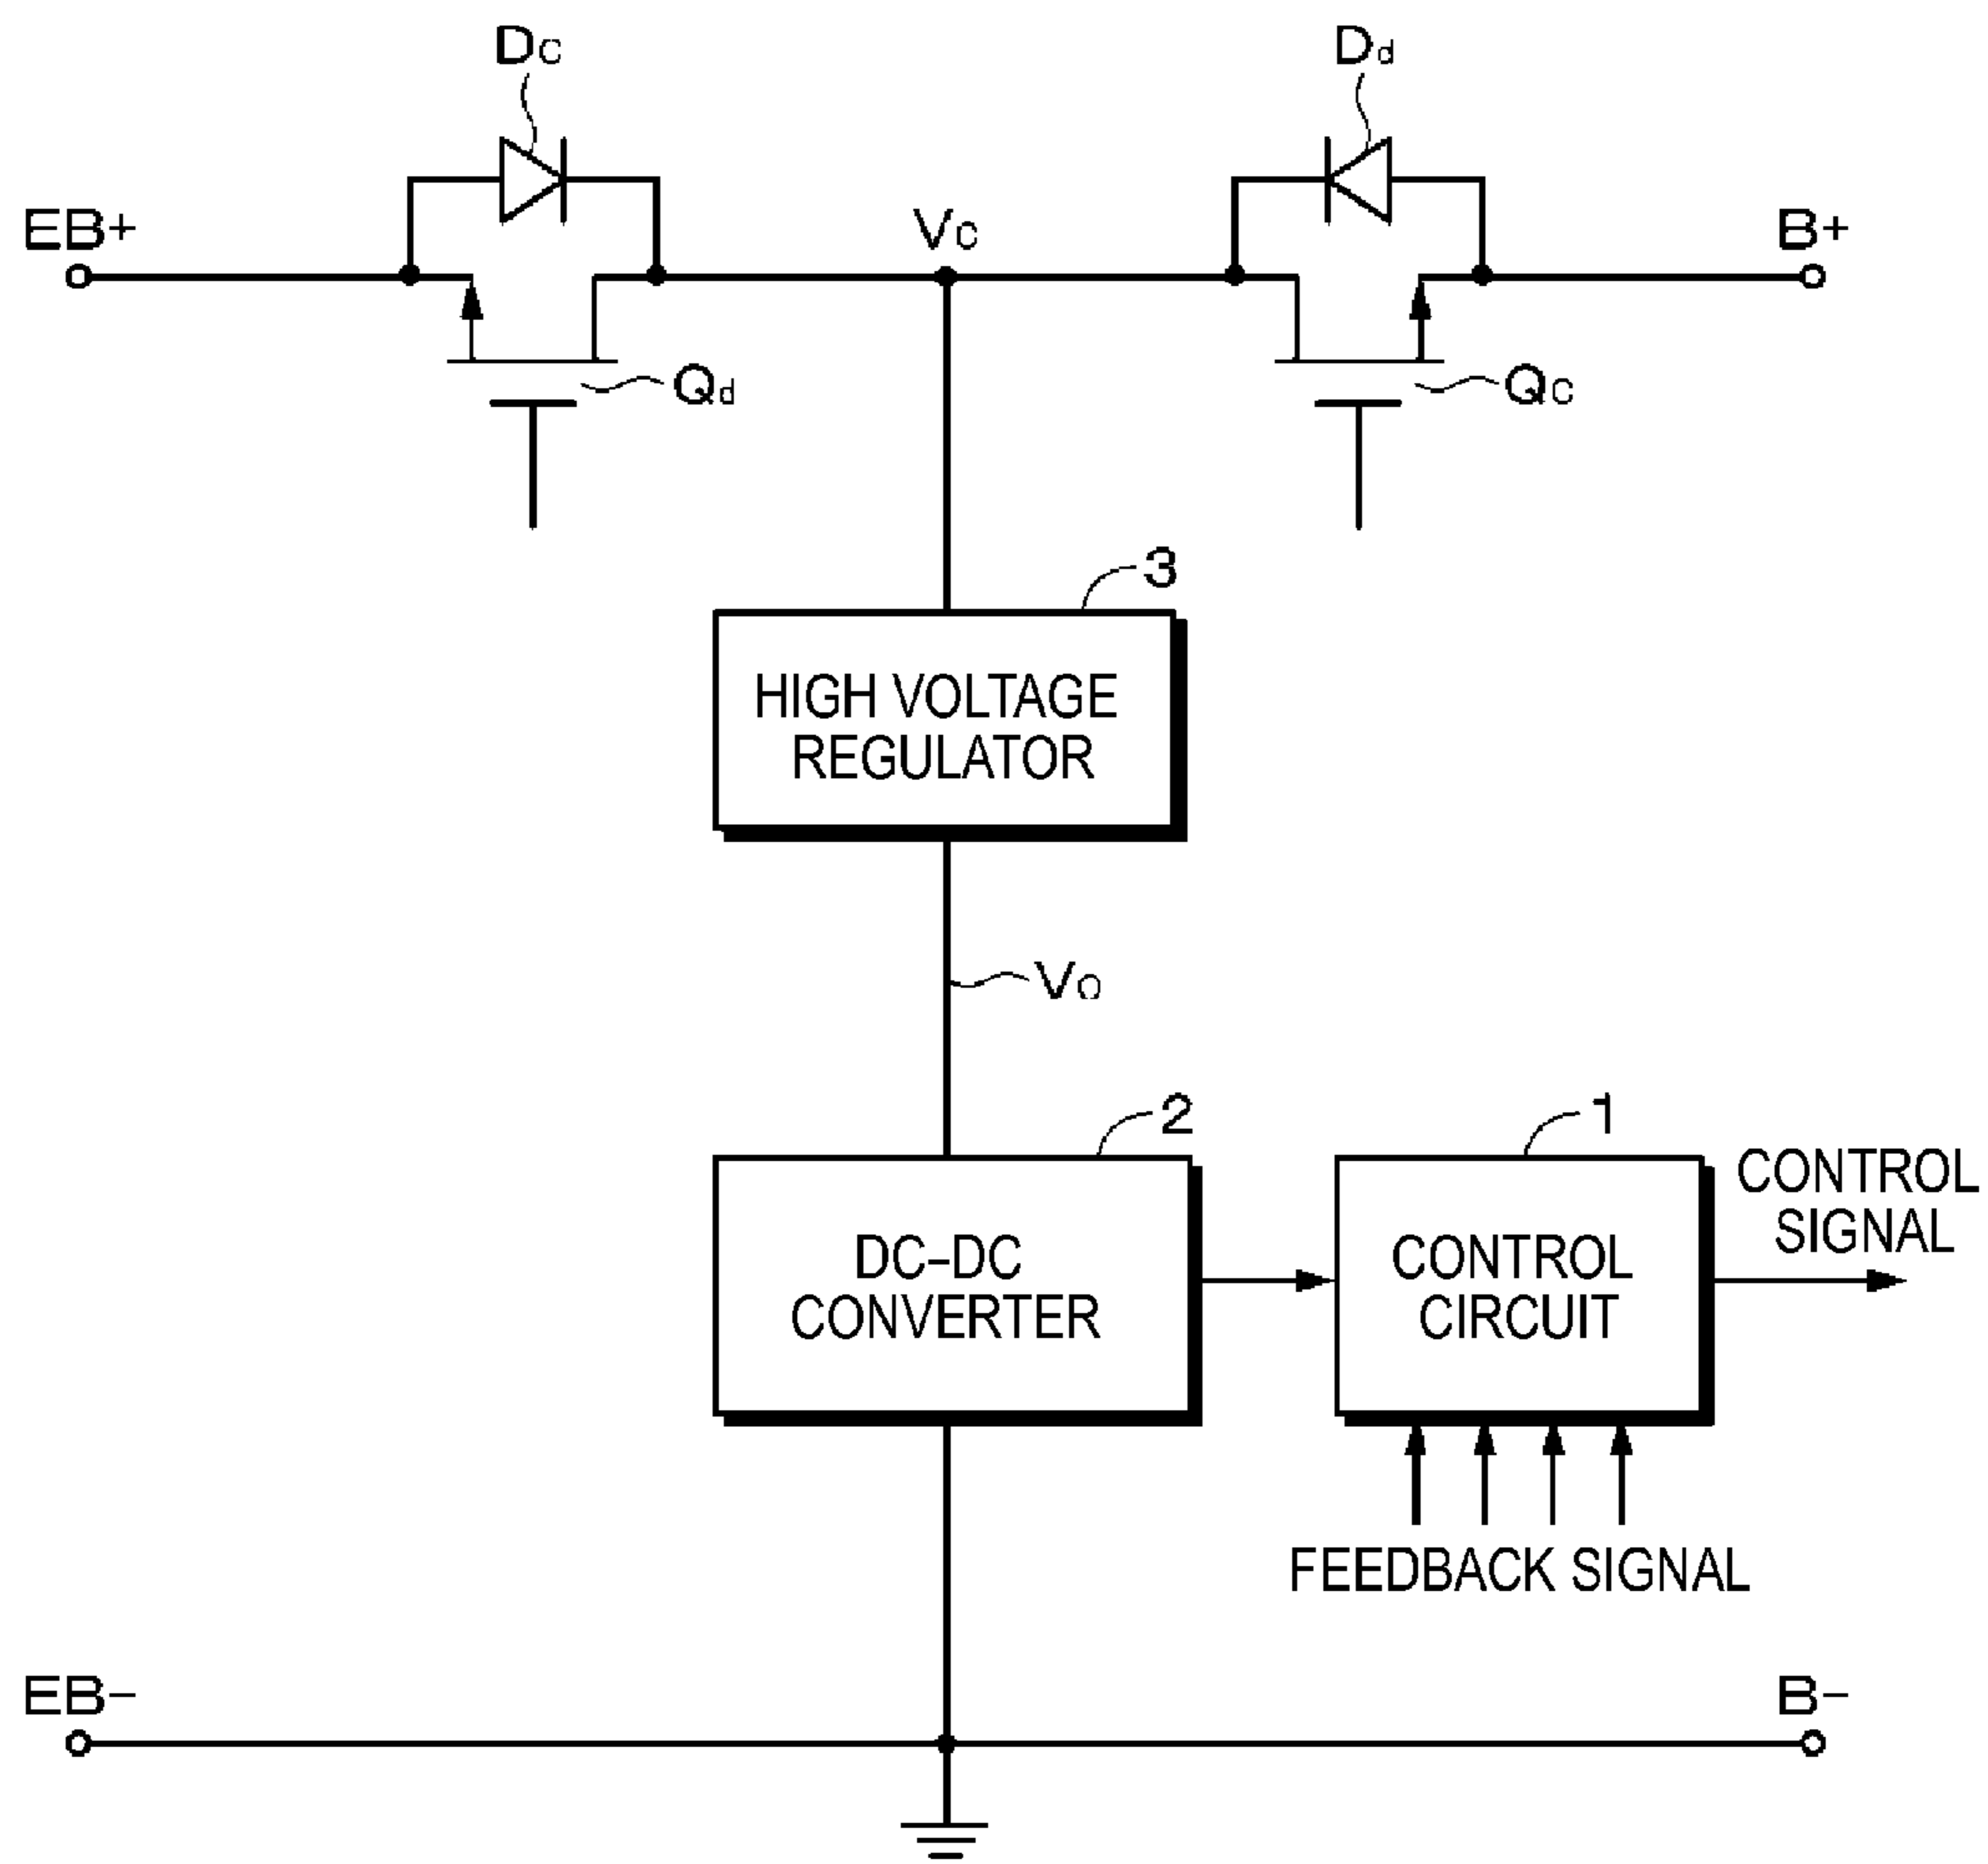 Dc
Dd
EB+
Vc
B+
Qd
Qc
3
HIGH VOLTAGE
REGULATOR
Vo
2
1
CONTROL
SIGNAL
DC-DC
CONVERTER
CONTROL
CIRCUIT
FEEDBACK SIGNAL
EB-
B-